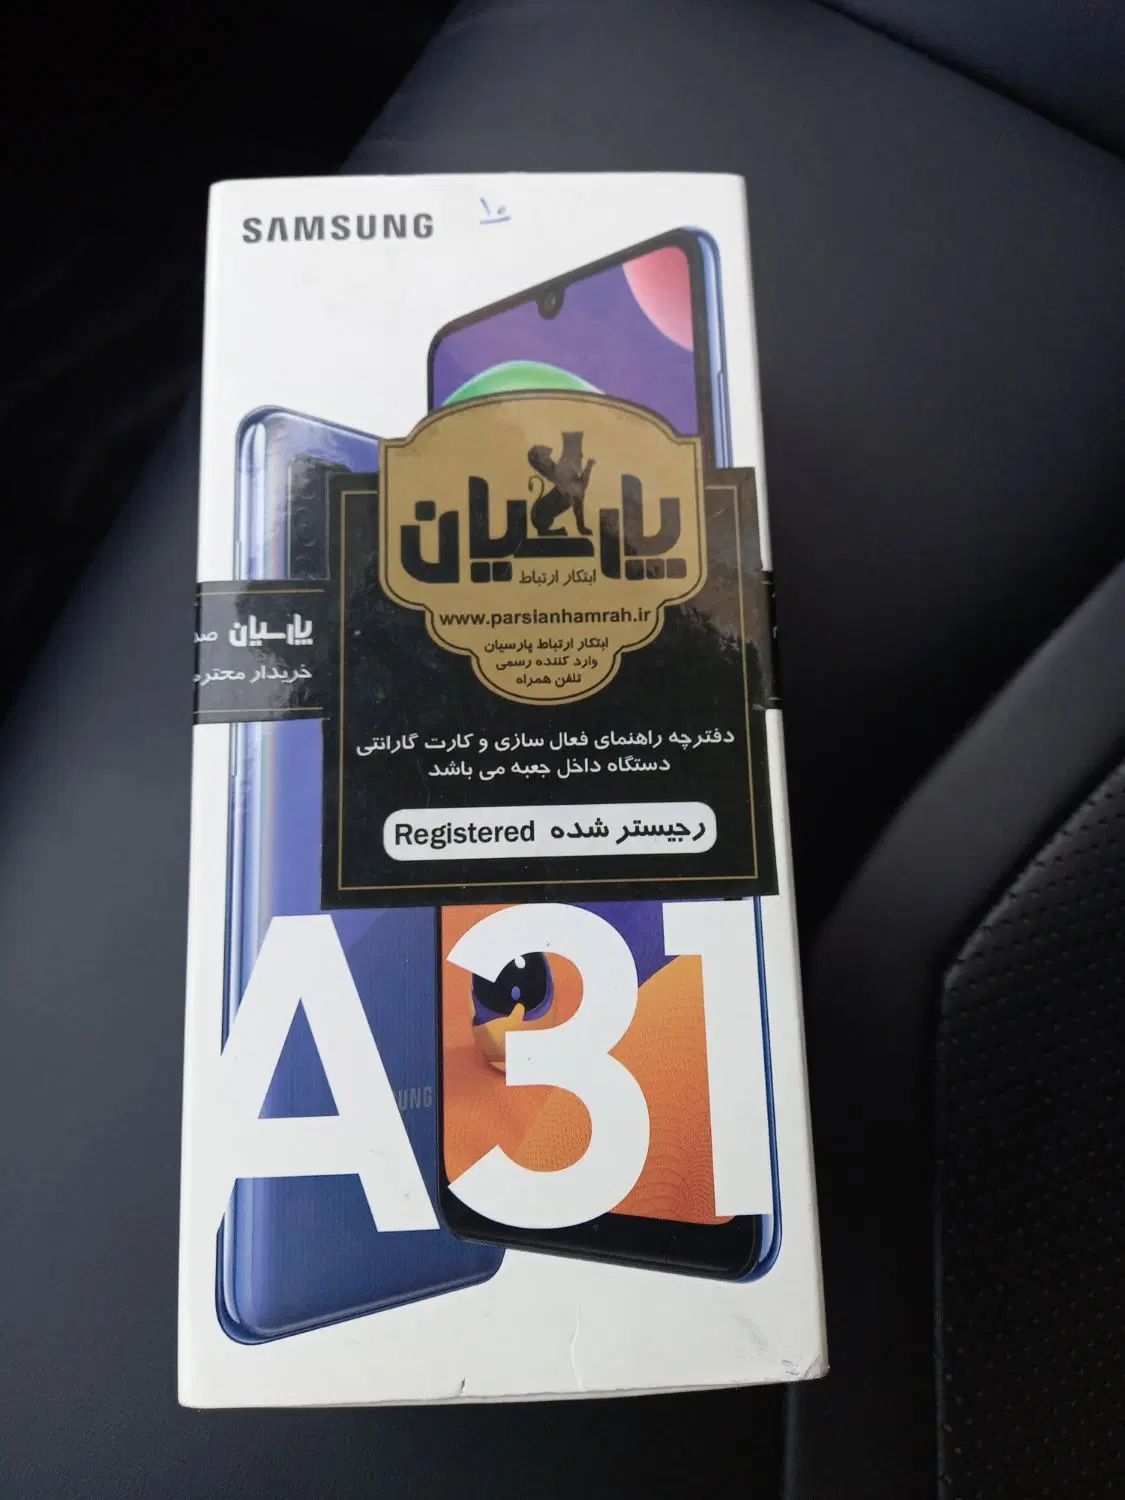 SAMSUNG
۱۰
پارسیان
ابتکار ارتباط
www.parsianhamrah.ir
ابتکار ارتباط پارسیان
وارد کننده رسمی
تلفن همراه
پارسیان
خریدار محترم
دفترچه راهنمای فعال سازی و کارت گارانتی
دستگاه داخل جعبه می باشد
رجیستر شده Registered
A31
UNG